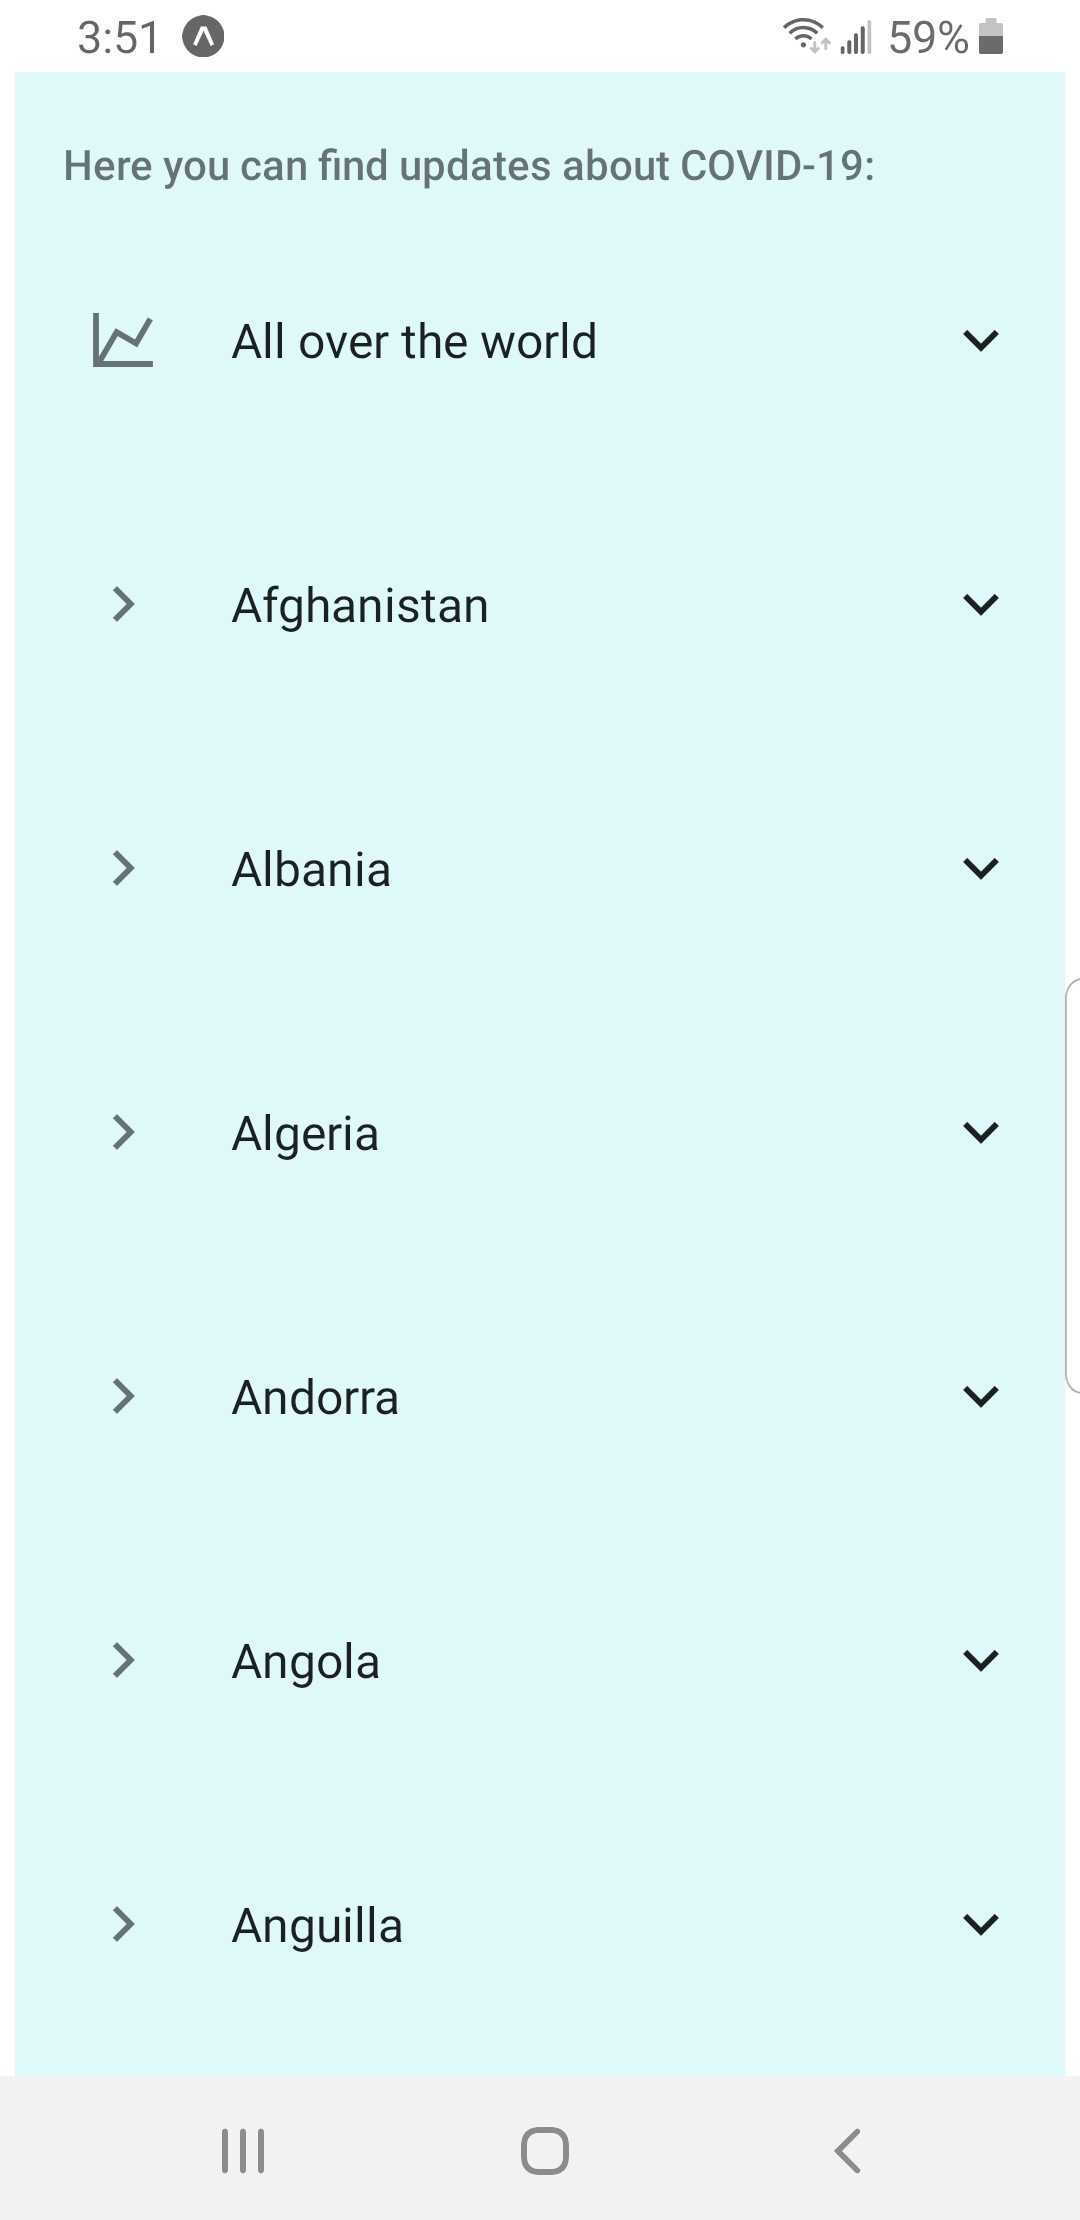 3:51 59%
Here you can find updates about COVID-19:
All over the world
Afghanistan
Albania
Algeria
Andorra
Angola
Anguilla